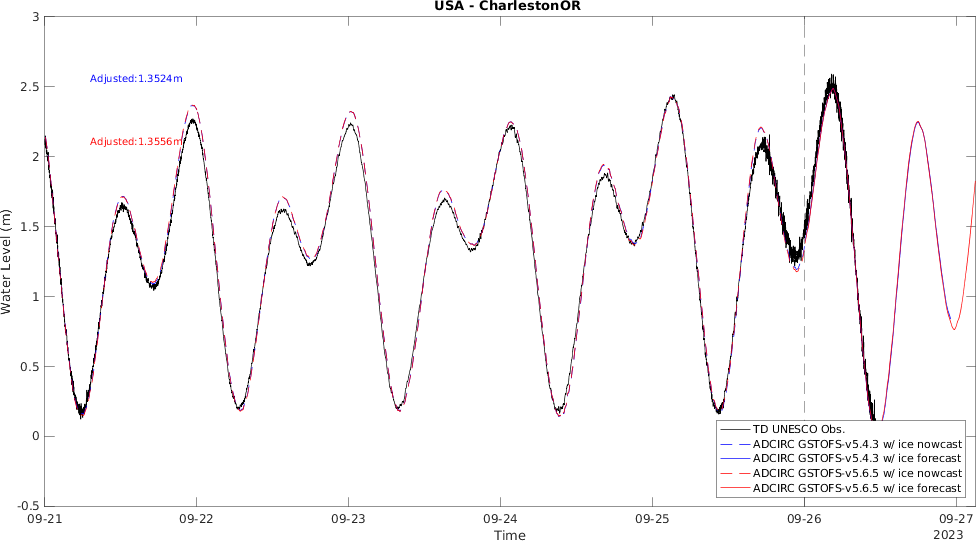 USA - CharlestonOR
3
Adjusted:1.3524m
2.5
Adjusted:1.3556m
2
1.5
Water Level (m)
1
0.5
0
-0.5
TD UNESCO Obs.
ADCIRC GSTOFS-v5.4.3 w/ ice nowcast
ADCIRC GSTOFS-v5.4.3 w/ ice forecast
ADCIRC GSTOFS-v5.6.5 w/ ice nowcast
ADCIRC GSTOFS-v5.6.5 w/ ice forecast
09-21 09-22 09-23 09-24 09-25 09-26 09-27
Time
2023